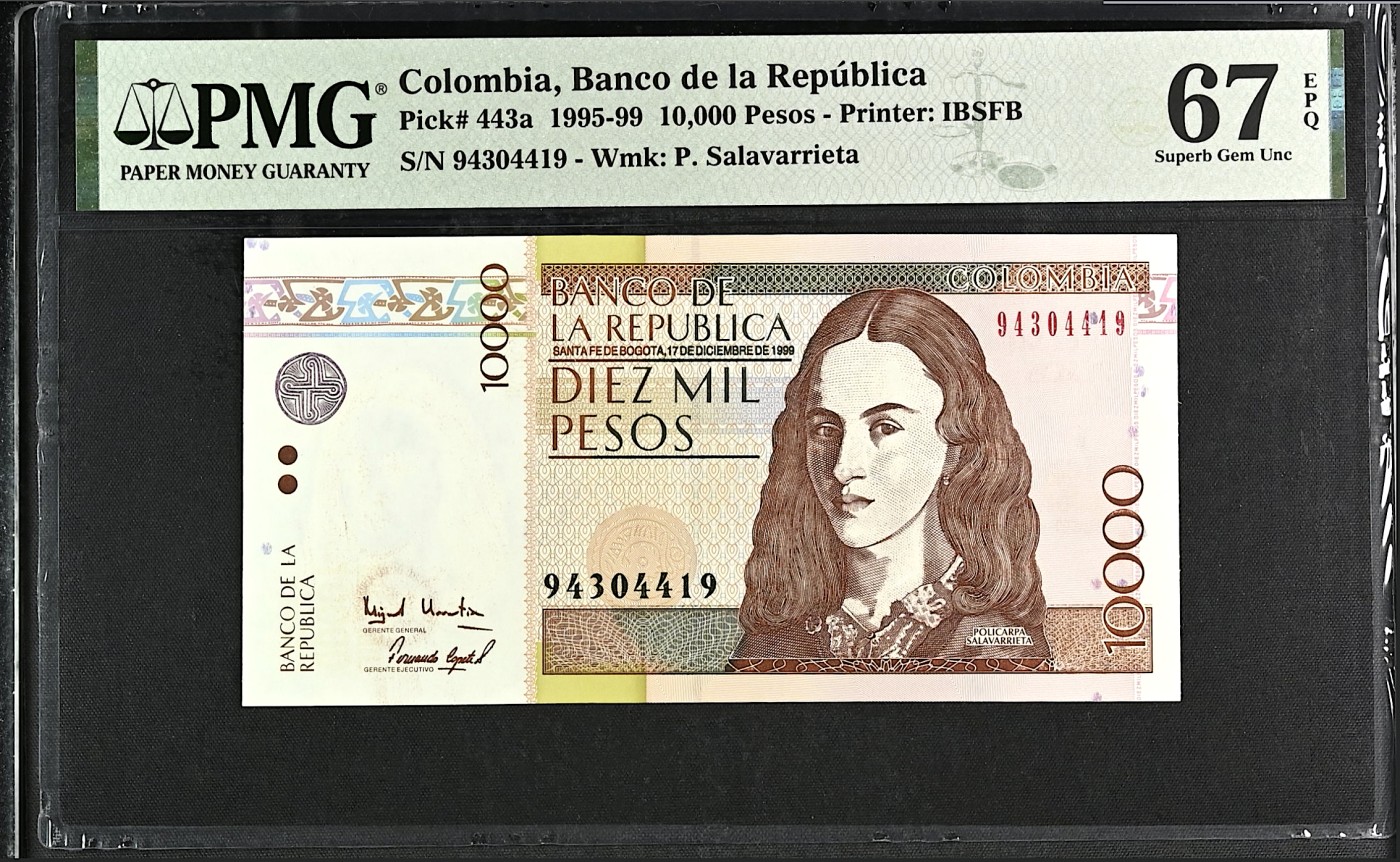 PMG®
PAPER MONEY GUARANTY
Colombia, Banco de la República
Pick# 443a 1995-99 10,000 Pesos - Printer: IBSFB
S/N 94304419 - Wmk: P. Salavarrieta
67
EPQ
Superb Gem Unc
10000
BANCO DE LA
REPUBLICA
GERENTE GENERAL
GERENTE EJECUTIVO
COLOMBIA
BANCO DE
LA REPUBLICA
SANTA FE DE BOGOTA, 17 DE DICIEMBRE DE 1999
DIEZ MIL
PESOS
94304419
94304419
POLICARPA
SALAVARRIETA
10000